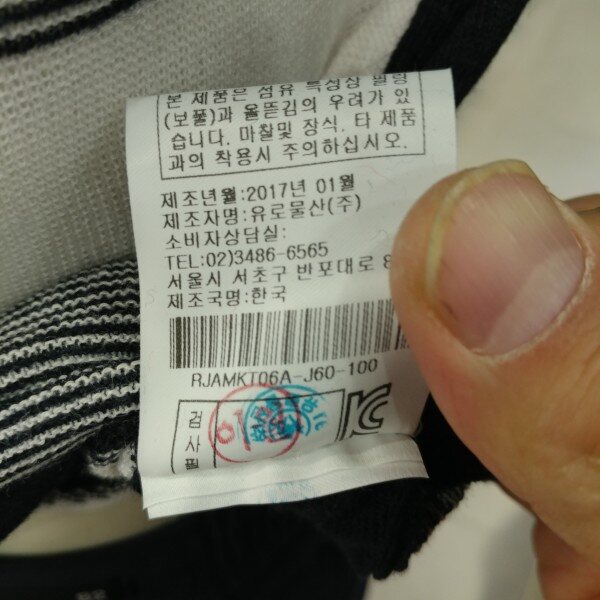 본 제품은 섬유 특성상 필링
(보풀)과 올뜯김의 우려가 있
습니다. 마찰및 장식. 타 제품
과의 착용시 주의하십시오.
제조년월:2017년 01월
제조자명:유로물산(주)
소비자상담실:
TEL:02)3486-6565
서울시 서초구 반포대로 8
제조국명:한국
RJAMKT06A-J60-100
검
사
필